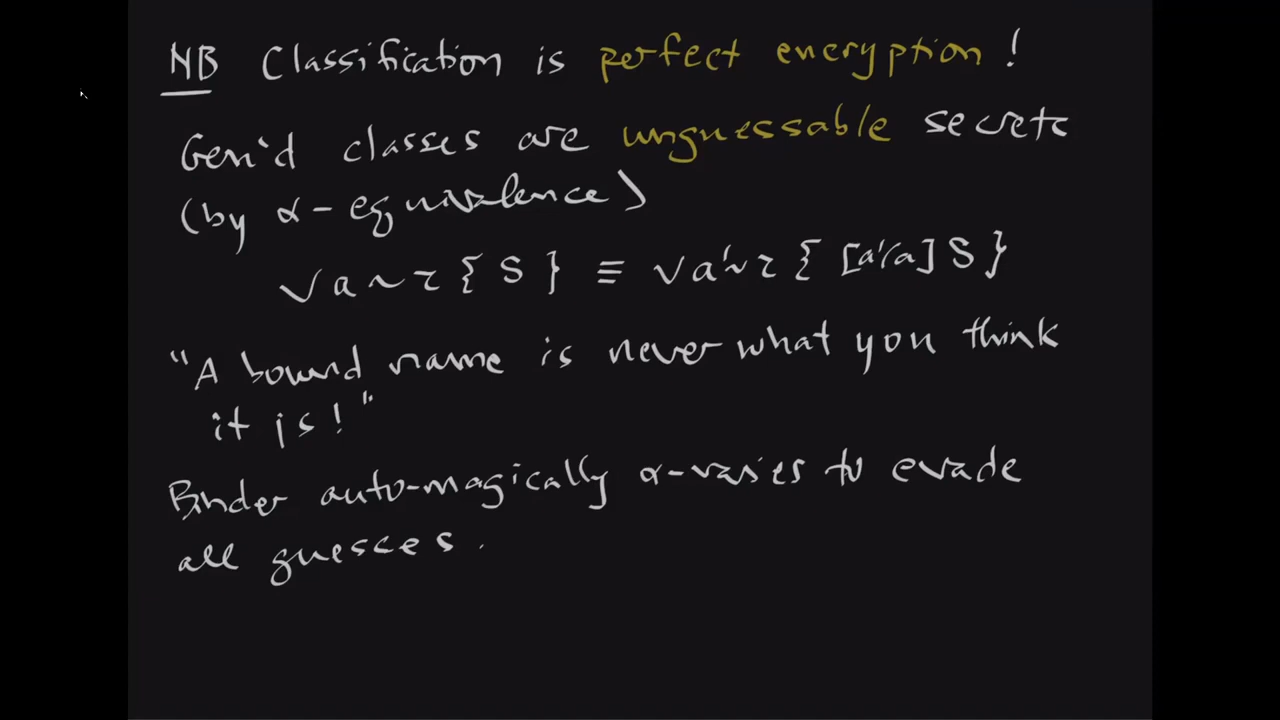 NB Classification is perfect encryption!
Gen'd classes are unguessable secrets
(by α-equivalence)
νa~τ{S} ≡ νa'~τ{[a'/a]S}
"A bound name is never what you think
it is!"
Binder auto-magically α-varies to evade
all guesses.